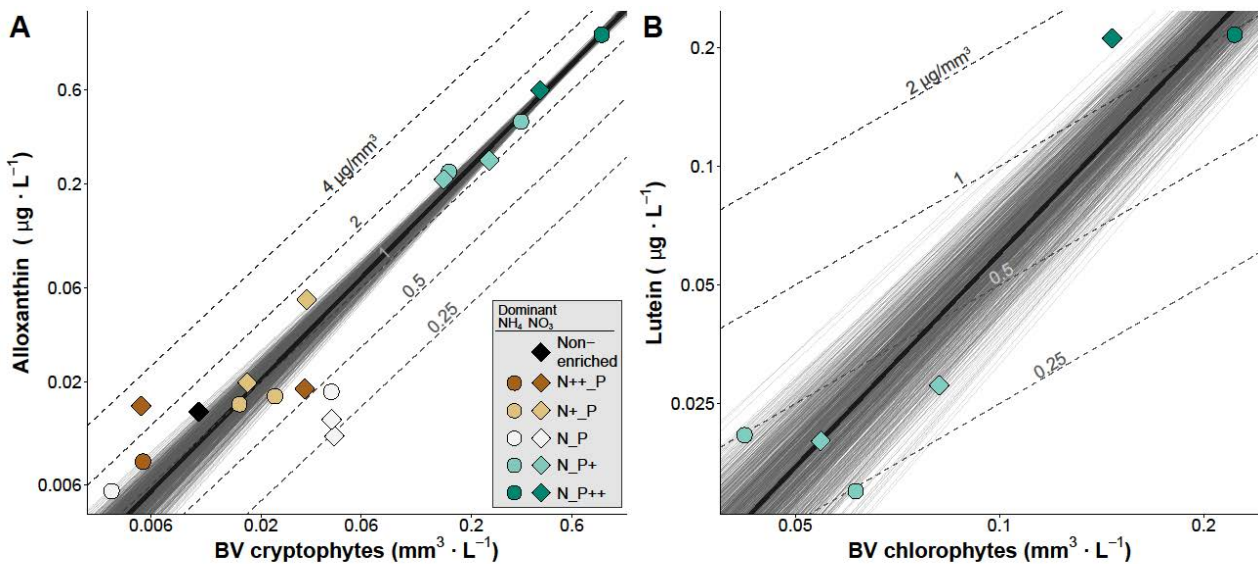 A
Alloxanthin ( µg · L⁻¹)
0.6
0.2
0.06
0.02
0.006
4 µg/mm³
2
1
0.5
0.25
Dominant
NH₄ NO₃
Non-
enriched
N++_P
N+_P
N_P
N_P+
N_P++
0.006 0.02 0.06 0.2 0.6
BV cryptophytes (mm³ · L⁻¹)
B
Lutein ( µg · L⁻¹)
0.2
0.1
0.05
0.025
2 µg/mm³
1
0.5
0.25
0.05 0.1 0.2
BV chlorophytes (mm³ · L⁻¹)